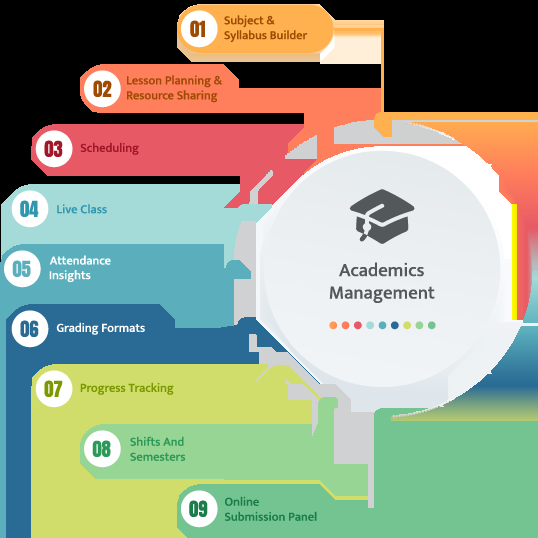 01
Subject &
Syllabus Builder
02
Lesson Planning &
Resource Sharing
03
Scheduling
04
Live Class
05
Attendance
Insights
06
Grading Formats
07
Progress Tracking
08
Shifts And
Semesters
09
Online
Submission Panel
Academics
Management